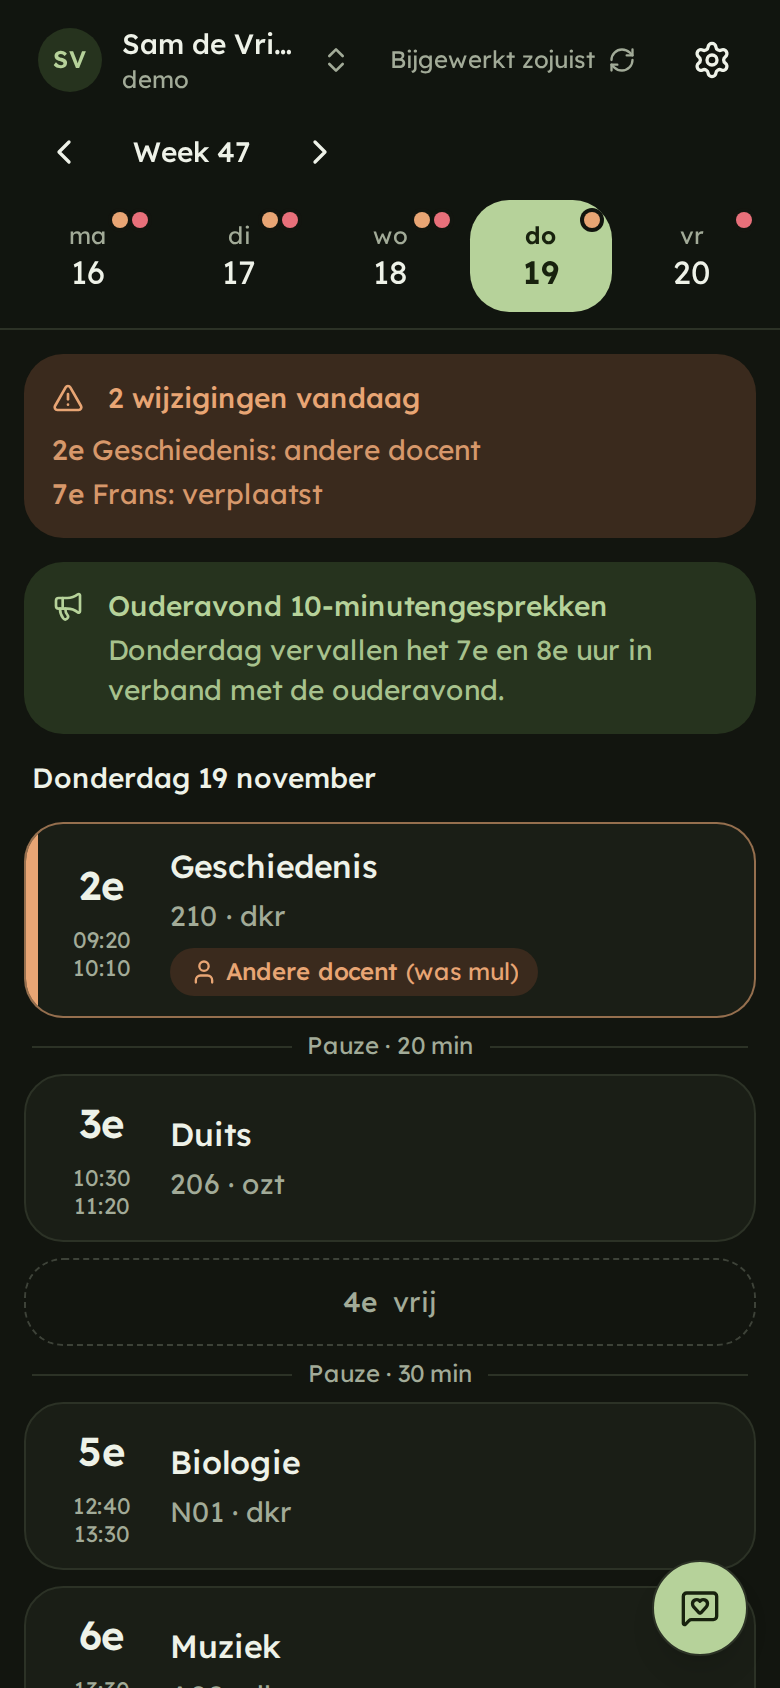 SV
Sam de Vri...
demo
Bijgewerkt zojuist
Week 47
ma
16
di
17
wo
18
do
19
vr
20
2 wijzigingen vandaag
2e Geschiedenis: andere docent
7e Frans: verplaatst
Ouderavond 10-minutengesprekken
Donderdag vervallen het 7e en 8e uur in
verband met de ouderavond.
Donderdag 19 november
2e
09:20
10:10
Geschiedenis
210 · dkr
Andere docent (was mul)
Pauze · 20 min
3e
10:30
11:20
Duits
206 · ozt
4e vrij
Pauze · 30 min
5e
12:40
13:30
Biologie
N01 · dkr
6e
Muziek